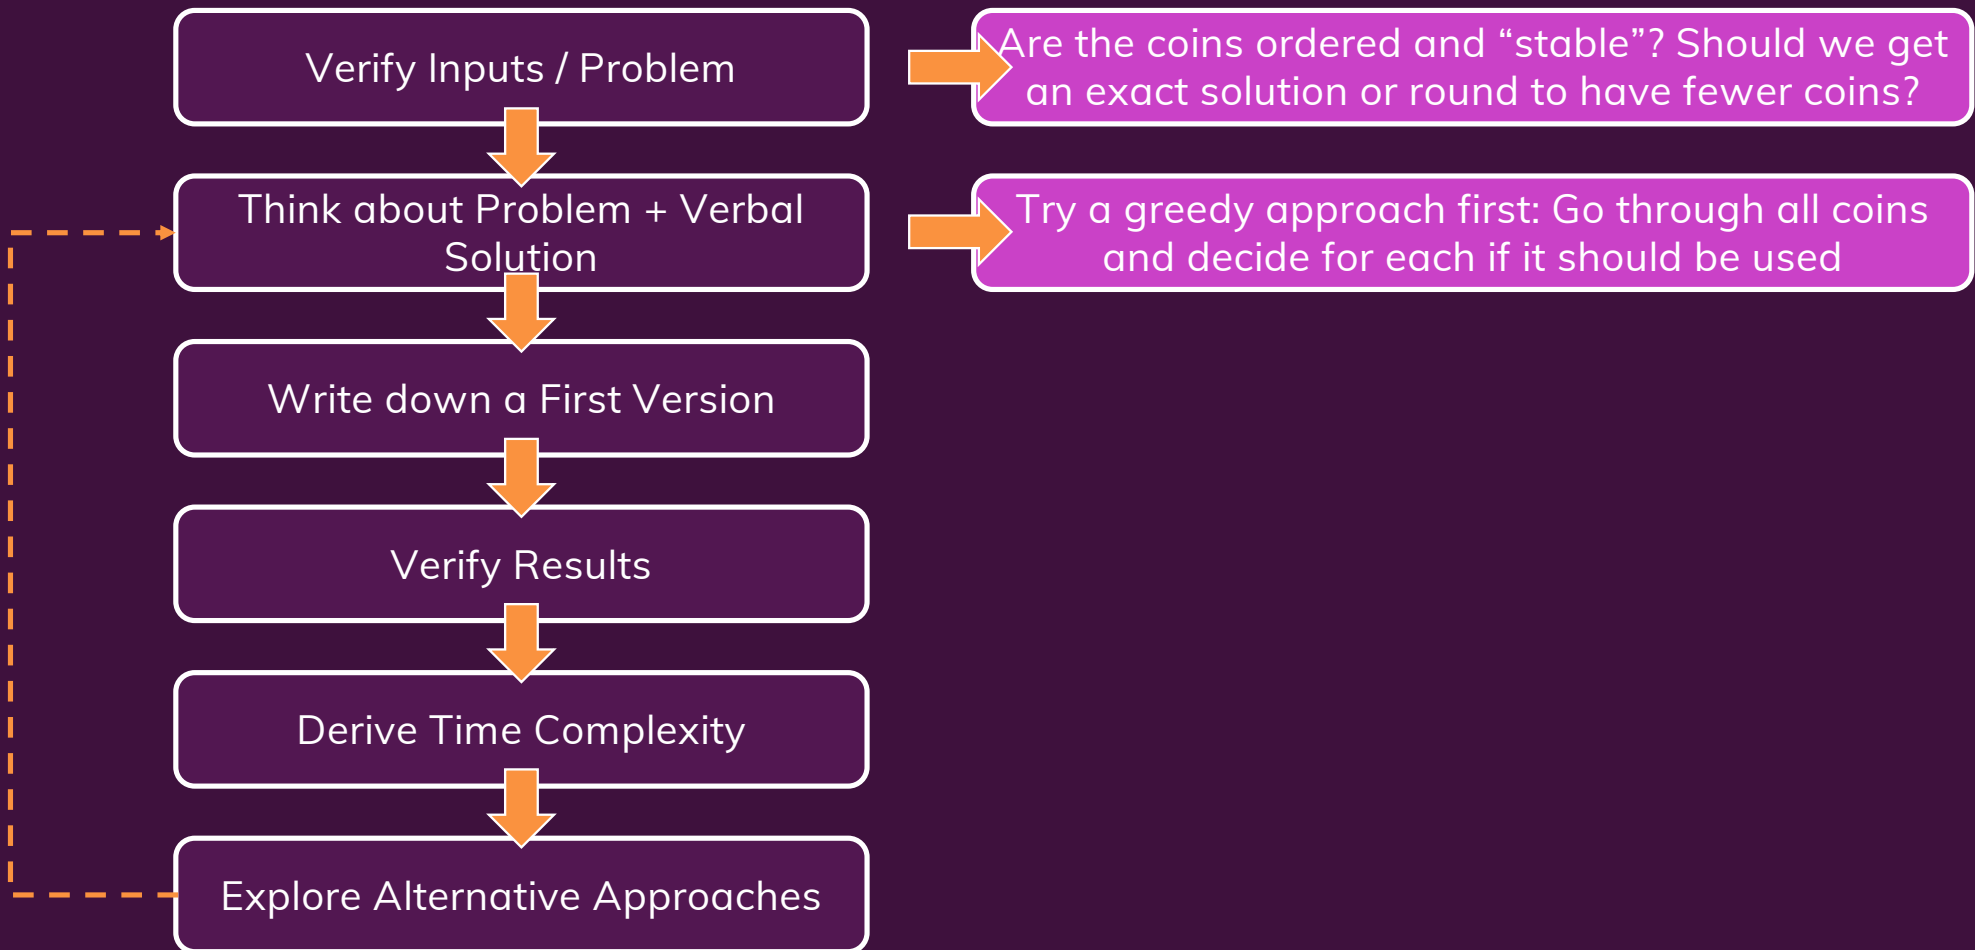 Verify Inputs / Problem
Are the coins ordered and “stable”? Should we get
an exact solution or round to have fewer coins?
Think about Problem + Verbal
Solution
Try a greedy approach first: Go through all coins
and decide for each if it should be used
Write down a First Version
Verify Results
Derive Time Complexity
Explore Alternative Approaches